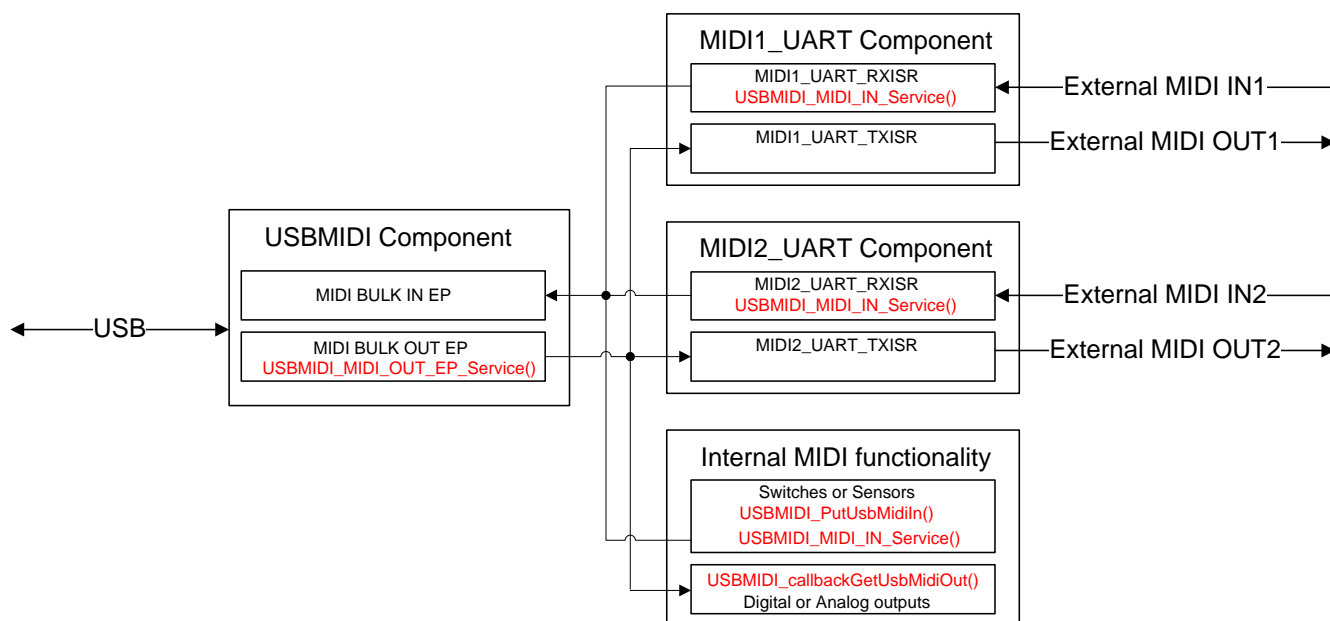 MIDI1_UART Component
MIDI1_UART_RXISR
USBMIDI_MIDI_IN_Service()
External MIDI IN1
MIDI1_UART_TXISR
External MIDI OUT1
USBMIDI Component
MIDI BULK IN EP
MIDI BULK OUT EP
USBMIDI_MIDI_OUT_EP_Service()
USB
MIDI2_UART Component
MIDI2_UART_RXISR
USBMIDI_MIDI_IN_Service()
External MIDI IN2
MIDI2_UART_TXISR
External MIDI OUT2
Internal MIDI functionality
Switches or Sensors
USBMIDI_PutUsbMidiIn()
USBMIDI_MIDI_IN_Service()
USBMIDI_callbackGetUsbMidiOut()
Digital or Analog outputs